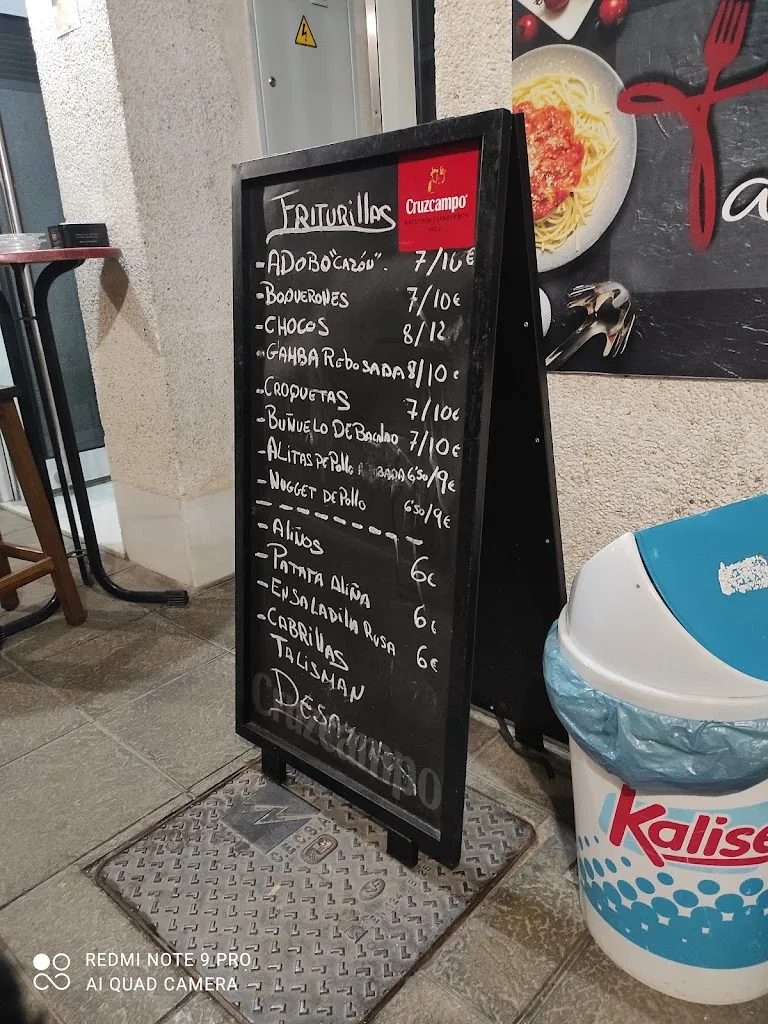 FRITURILLAS
Cruzcampo
- ADOBO "CAZÓN". 7/10€
- BOQUERONES 7/10€
- CHOCOS 8/12
- GAMBA REBOSADA 8/10€
- CROQUETAS 7/10€
- BUÑUELO DE BACALAO 7/10€
- ALITAS DE POLLO 6'50/9€
- NUGGET DE POLLO 6'50/9€
- ALIÑOS 6€
- PATATA ALIÑA 6€
- ENSALADILLA RUSA 6€
- CABRILLAS
TALISMAN
DESAYUNOS
Cruzcampo
Kalise
REDMI NOTE 9 PRO
AI QUAD CAMERA